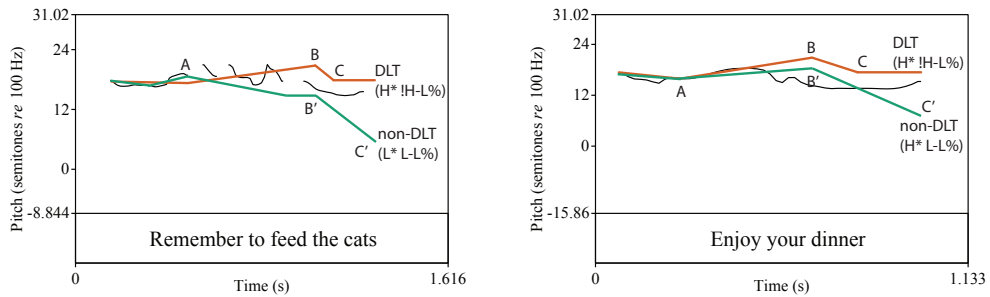 31.02
24
12
0
-8.844
Pitch (semitones re 100 Hz)
A
B
C
DLT
(H* !H-L%)
B′
C′
non-DLT
(L* L-L%)
Remember to feed the cats
0
Time (s)
1.616
31.02
24
12
0
-15.86
Pitch (semitones re 100 Hz)
A
B
C
DLT
(H* !H-L%)
B′
C′
non-DLT
(H* L-L%)
Enjoy your dinner
0
Time (s)
1.133